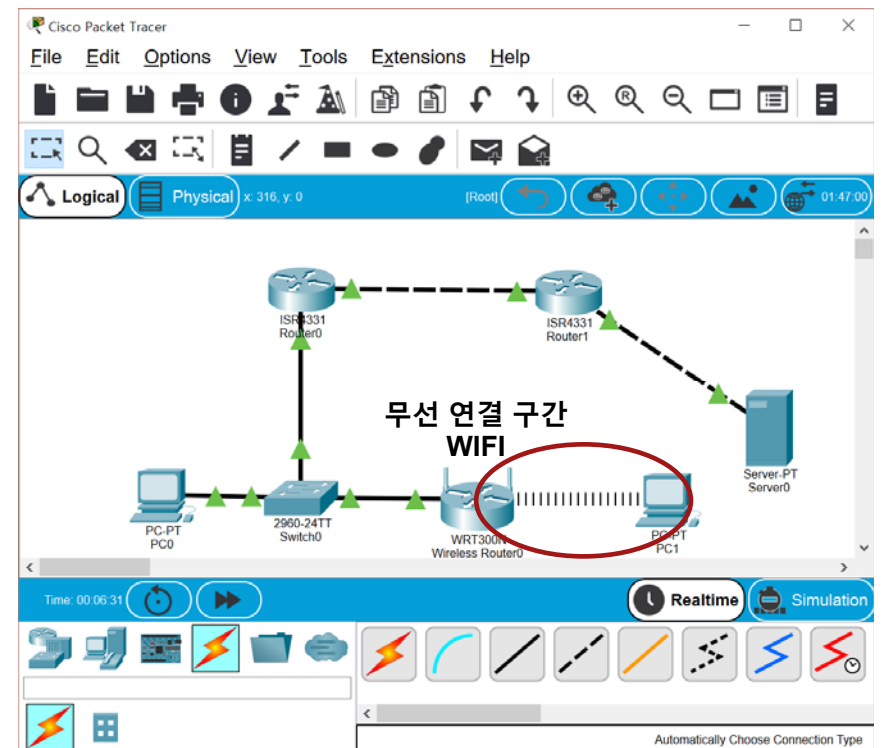 Cisco Packet Tracer
File Edit Options View Tools Extensions Help
Logical Physical x: 316, y: 0 [Root] 01:47:00
ISR4331
Router0
ISR4331
Router1
무선 연결 구간
WIFI
Server-PT
Server0
PC-PT
PC0
2960-24TT
Switch0
WRT300N
Wireless Router0
PC-PT
PC1
Time: 00:06:31 Realtime Simulation
Automatically Choose Connection Type